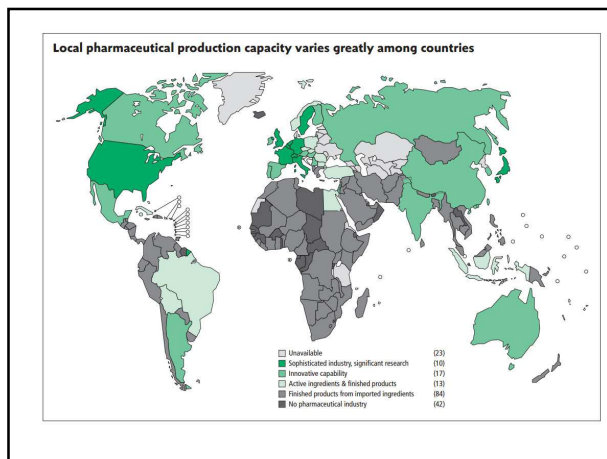 Local pharmaceutical production capacity varies greatly among countries
Unavailable (23)
Sophisticated industry, significant research (10)
Innovative capability (17)
Active ingredients & finished products (13)
Finished products from imported ingredients (84)
No pharmaceutical industry (42)